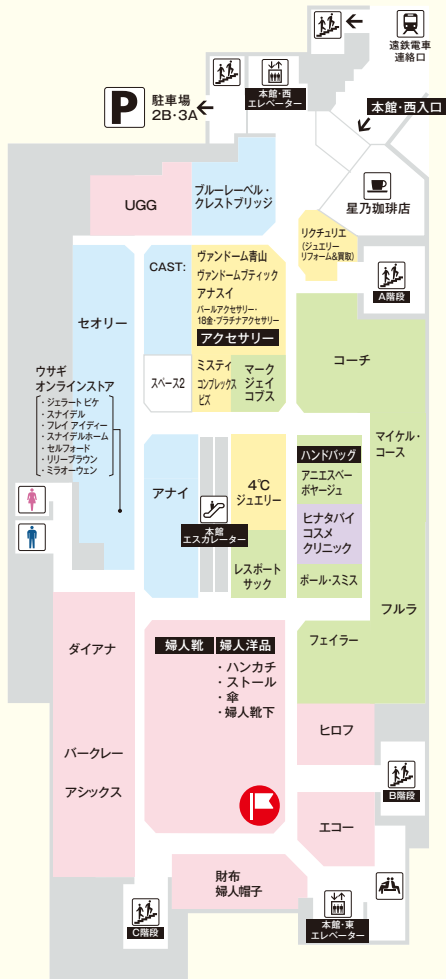 遠鉄電車
連絡口
P
駐車場
2B・3A
本館・西
エレベーター
本館・西入口
UGG
ブルーレーベル・
クレストブリッジ
星乃珈琲店
リクチュリエ
(ジュエリー
リフォーム&買取)
A階段
セオリー
CAST:
ヴァンドーム青山
ヴァンドームブティック
アナスイ
パールアクセサリー・
18金・プラチナアクセサリー
アクセサリー
コーチ
スペース2
ミスティ
コンプレックス
ビズ
マーク
ジェイ
コブス
ウサギ
オンラインストア
・ジェラート ピケ
・スナイデル
・フレイ アイディー
・スナイデルホーム
・セルフォード
・リリーブラウン
・ミラオーウェン
マイケル・
コース
アナイ
本館
エスカレーター
4℃
ジュエリー
ハンドバッグ
アニエスベー
ボヤージュ
ヒナタバイ
コスメ
クリニック
レスポート
サック
ポール・スミス
フルラ
ダイアナ
バークレー
アシックス
婦人靴
婦人洋品
・ハンカチ
・ストール
・傘
・婦人靴下
フェイラー
ヒロフ
B階段
エコー
財布
婦人帽子
C階段
本館・東
エレベーター